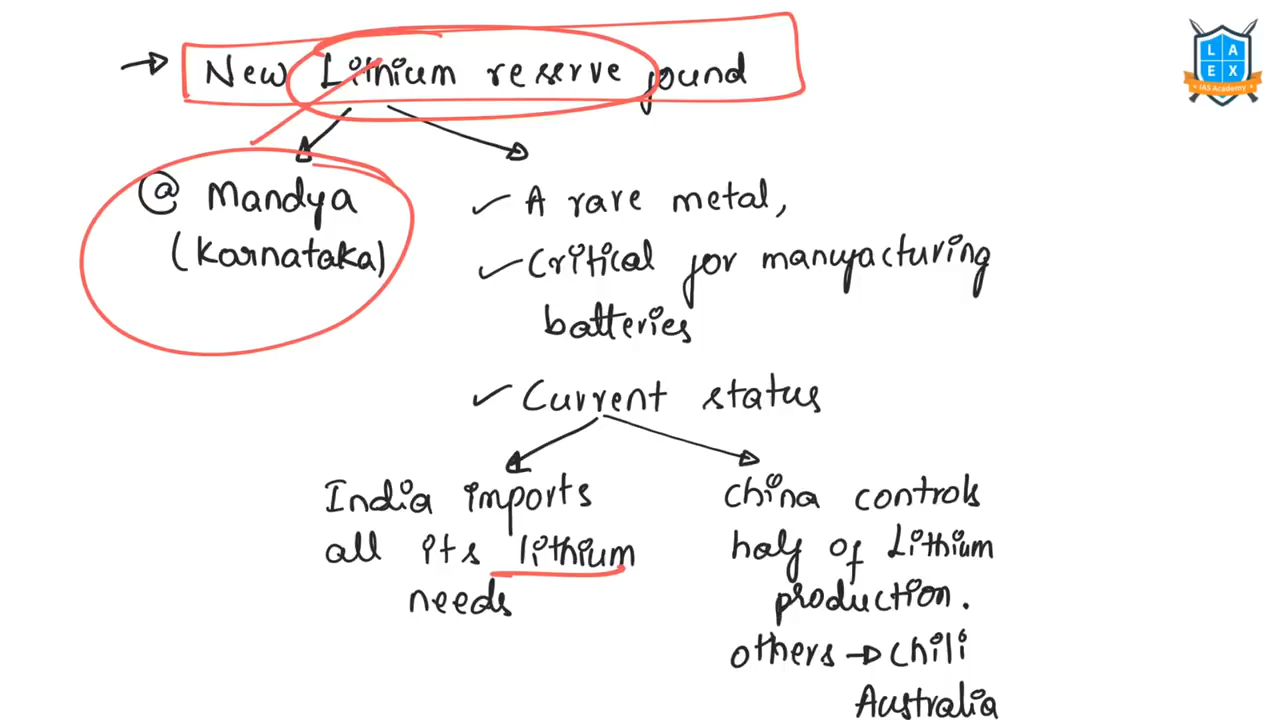 → New Lithium reserve found
@ Mandya
(Karnataka)
✓ A rare metal,
✓ Critical for manufacturing
batteries
✓ Current status
India imports
all its lithium
needs
China controls
half of Lithium
production.
others → Chili
Australia
L A
E X
IAS Academy